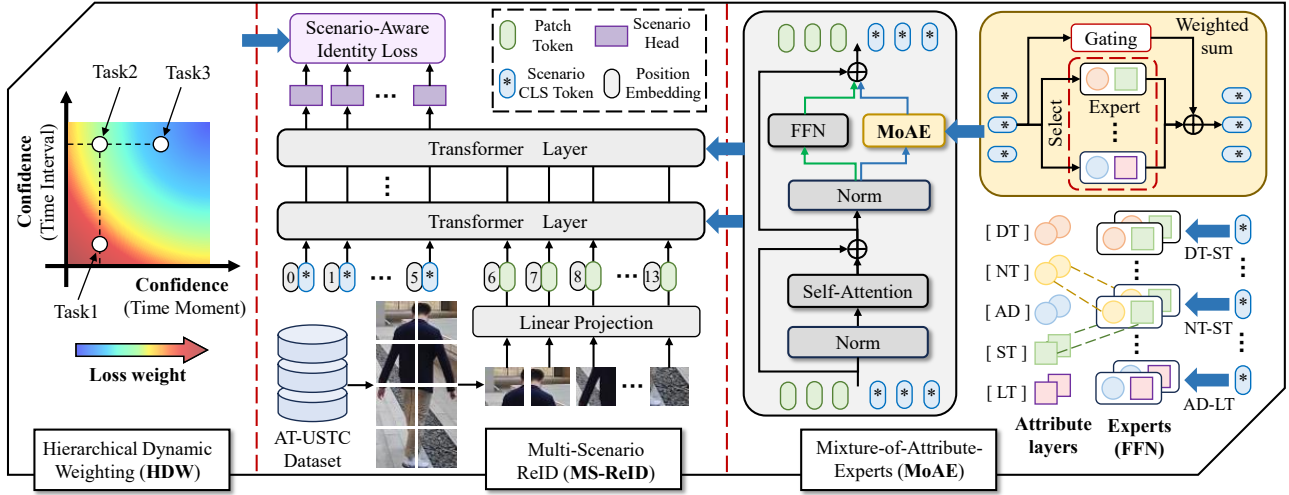 Scenario-Aware
Identity Loss
Patch
Token
Scenario
Head
* Scenario
CLS Token
Position
Embedding
Task2
Task3
Task1
Confidence
(Time Interval)
Confidence
(Time Moment)
Loss weight
Hierarchical Dynamic
Weighting (HDW)
...
Transformer Layer
...
Transformer Layer
0 * 1 * ... 5 * 6 7 8 ... 13
Linear Projection
...
AT-USTC
Dataset
Multi-Scenario
ReID (MS-ReID)
* * *
FFN
MoAE
Norm
Self-Attention
Norm
* * *
Mixture-of-Attribute-
Experts (MoAE)
Weighted
sum
Gating
Select
Expert
...
* * *
* * *
[ DT ]
[ NT ]
[ AD ]
[ ST ]
[ LT ]
Attribute
layers
Experts
(FFN)
*
DT-ST
...
*
NT-ST
...
*
AD-LT